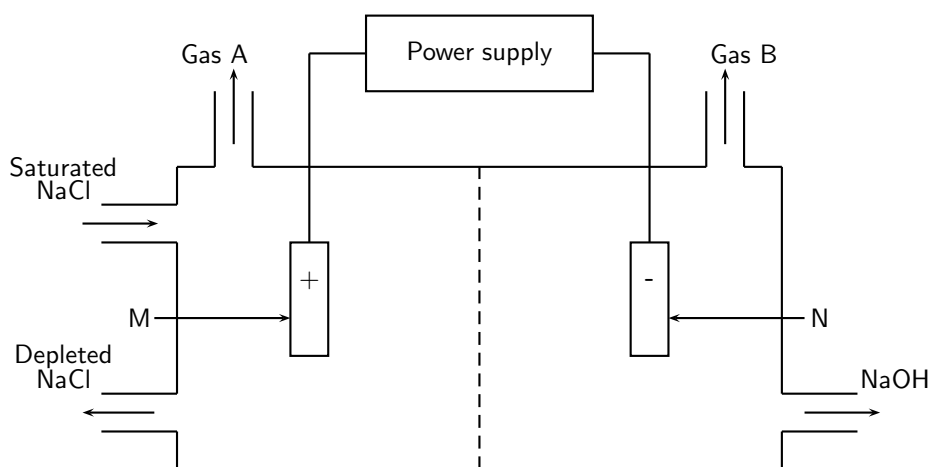 Power supply
Gas A
Gas B
Saturated
NaCl
+
-
M
N
Depleted
NaCl
NaOH